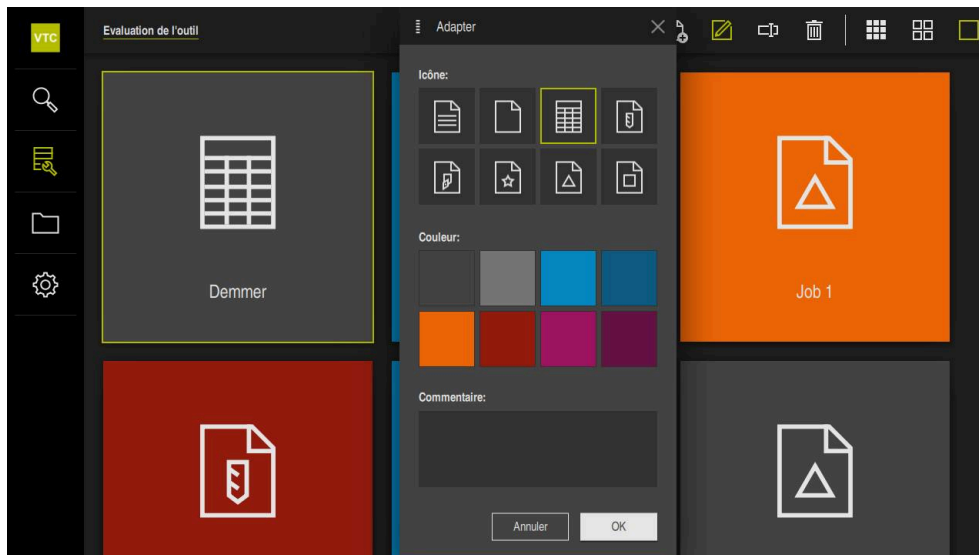 VTC
Evaluation de l'outil
Adapter
Icône:
Couleur:
Commentaire:
Annuler
OK
Demmer
Job 1